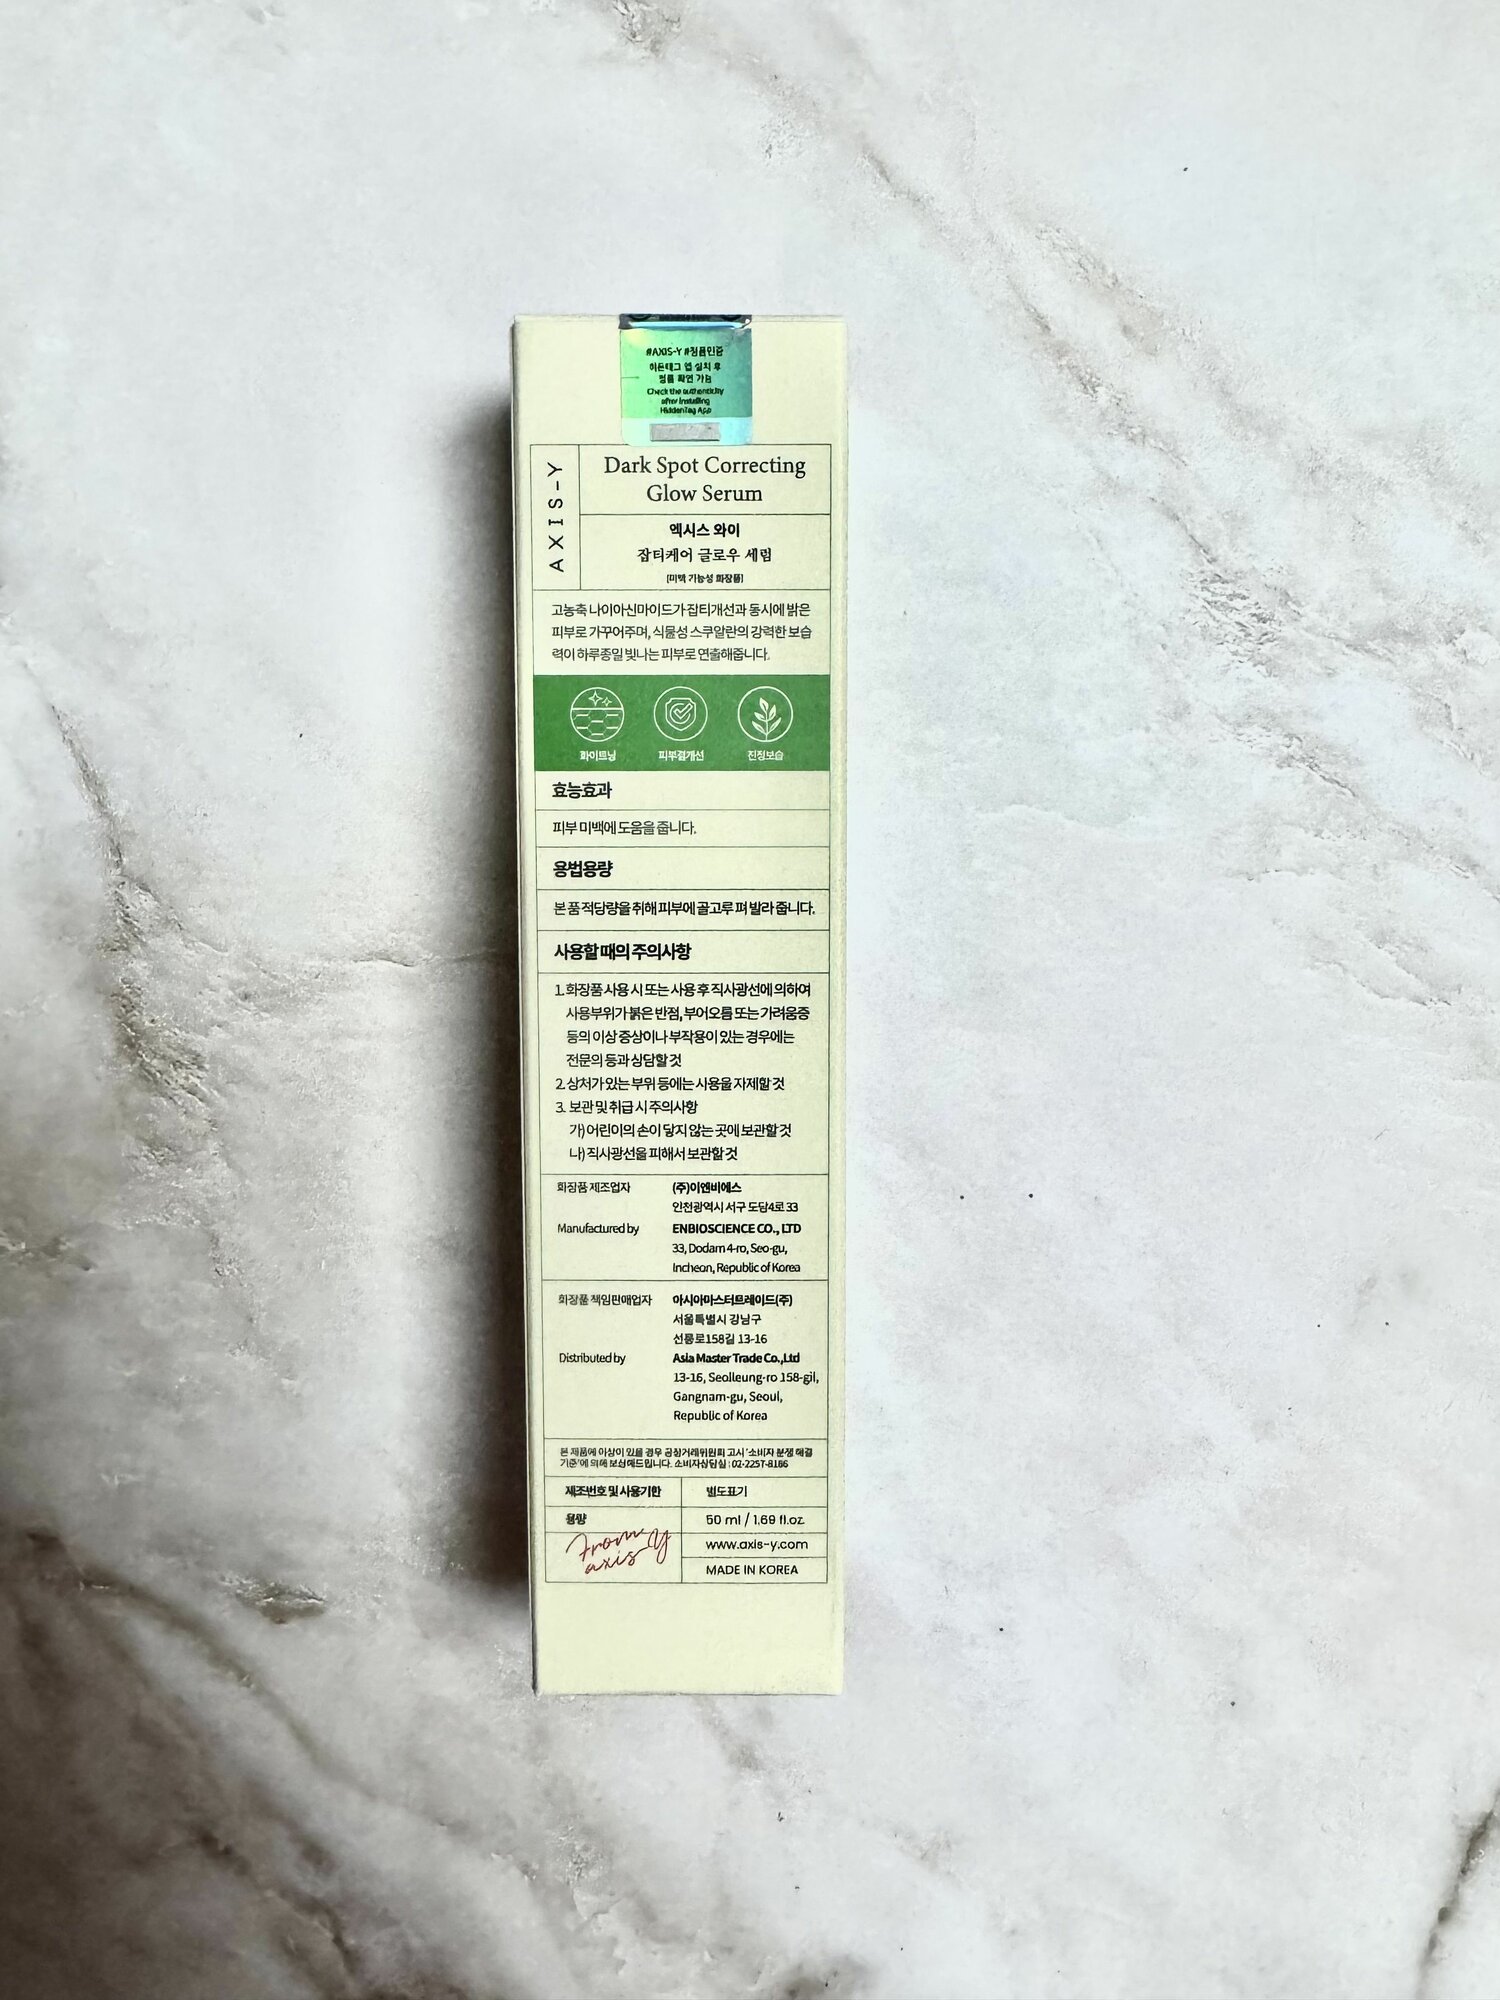 #AXIS-Y #정품인증
히든태그 앱 설치 후
정품 확인 가능
Check the authenticity
after installing
HiddenTag App
AXIS-Y
Dark Spot Correcting
Glow Serum
엑시스 와이
잡티케어 글로우 세럼
[미백 기능성 화장품]
고농축 나이아신마이드가 잡티개선과 동시에 밝은
피부로 가꾸어주며, 식물성 스쿠알란의 강력한 보습
력이 하루종일 빛나는 피부로 연출해줍니다.
화이트닝
피부결개선
진정보습
효능효과
피부 미백에 도움을 줍니다.
용법용량
본 품 적당량을 취해 피부에 골고루 펴 발라 줍니다.
사용할 때의 주의사항
1. 화장품 사용 시 또는 사용 후 직사광선에 의하여
사용부위가 붉은 반점, 부어오름 또는 가려움증
등의 이상 증상이나 부작용이 있는 경우에는
전문의 등과 상담할 것
2. 상처가 있는 부위 등에는 사용을 자제할 것
3. 보관 및 취급 시 주의사항
가) 어린이의 손이 닿지 않는 곳에 보관할 것
나) 직사광선을 피해서 보관할 것
화장품 제조업자 (주)이엔비에스
인천광역시 서구 도담4로 33
Manufactured by ENBIOSCIENCE CO., LTD
33, Dodam 4-ro, Seo-gu,
Incheon, Republic of Korea
화장품 책임판매업자 아시아마스터트레이드(주)
서울특별시 강남구
선릉로158길 13-16
Distributed by Asia Master Trade Co.,Ltd
13-16, Seolleung-ro 158-gil,
Gangnam-gu, Seoul,
Republic of Korea
본 제품에 이상이 있을 경우 공정거래위원회 고시 '소비자 분쟁 해결
기준'에 의해 보상해드립니다. 소비자상담실 : 02-2257-8186
제조번호 및 사용기한 별도표기
용량 50 ml / 1.69 fl.oz.
From axis-y
www.axis-y.com
MADE IN KOREA